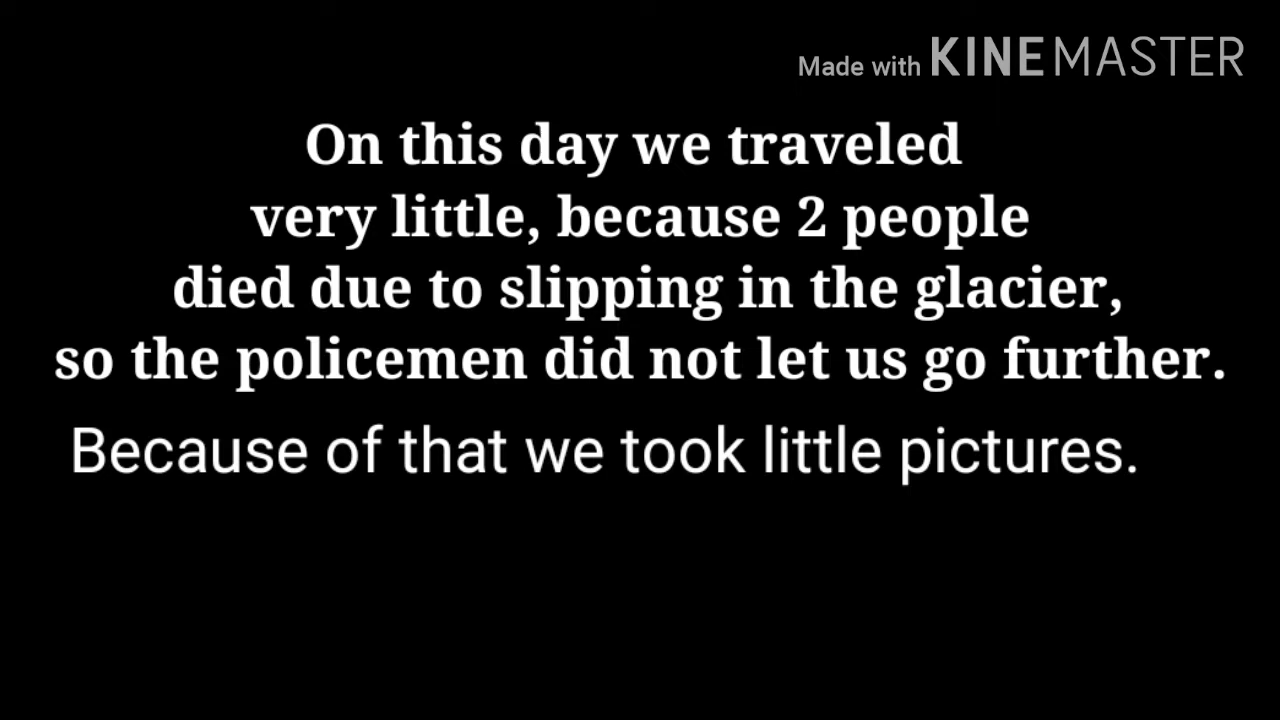 Made with KINEMASTER
On this day we traveled
very little, because 2 people
died due to slipping in the glacier,
so the policemen did not let us go further.
Because of that we took little pictures.